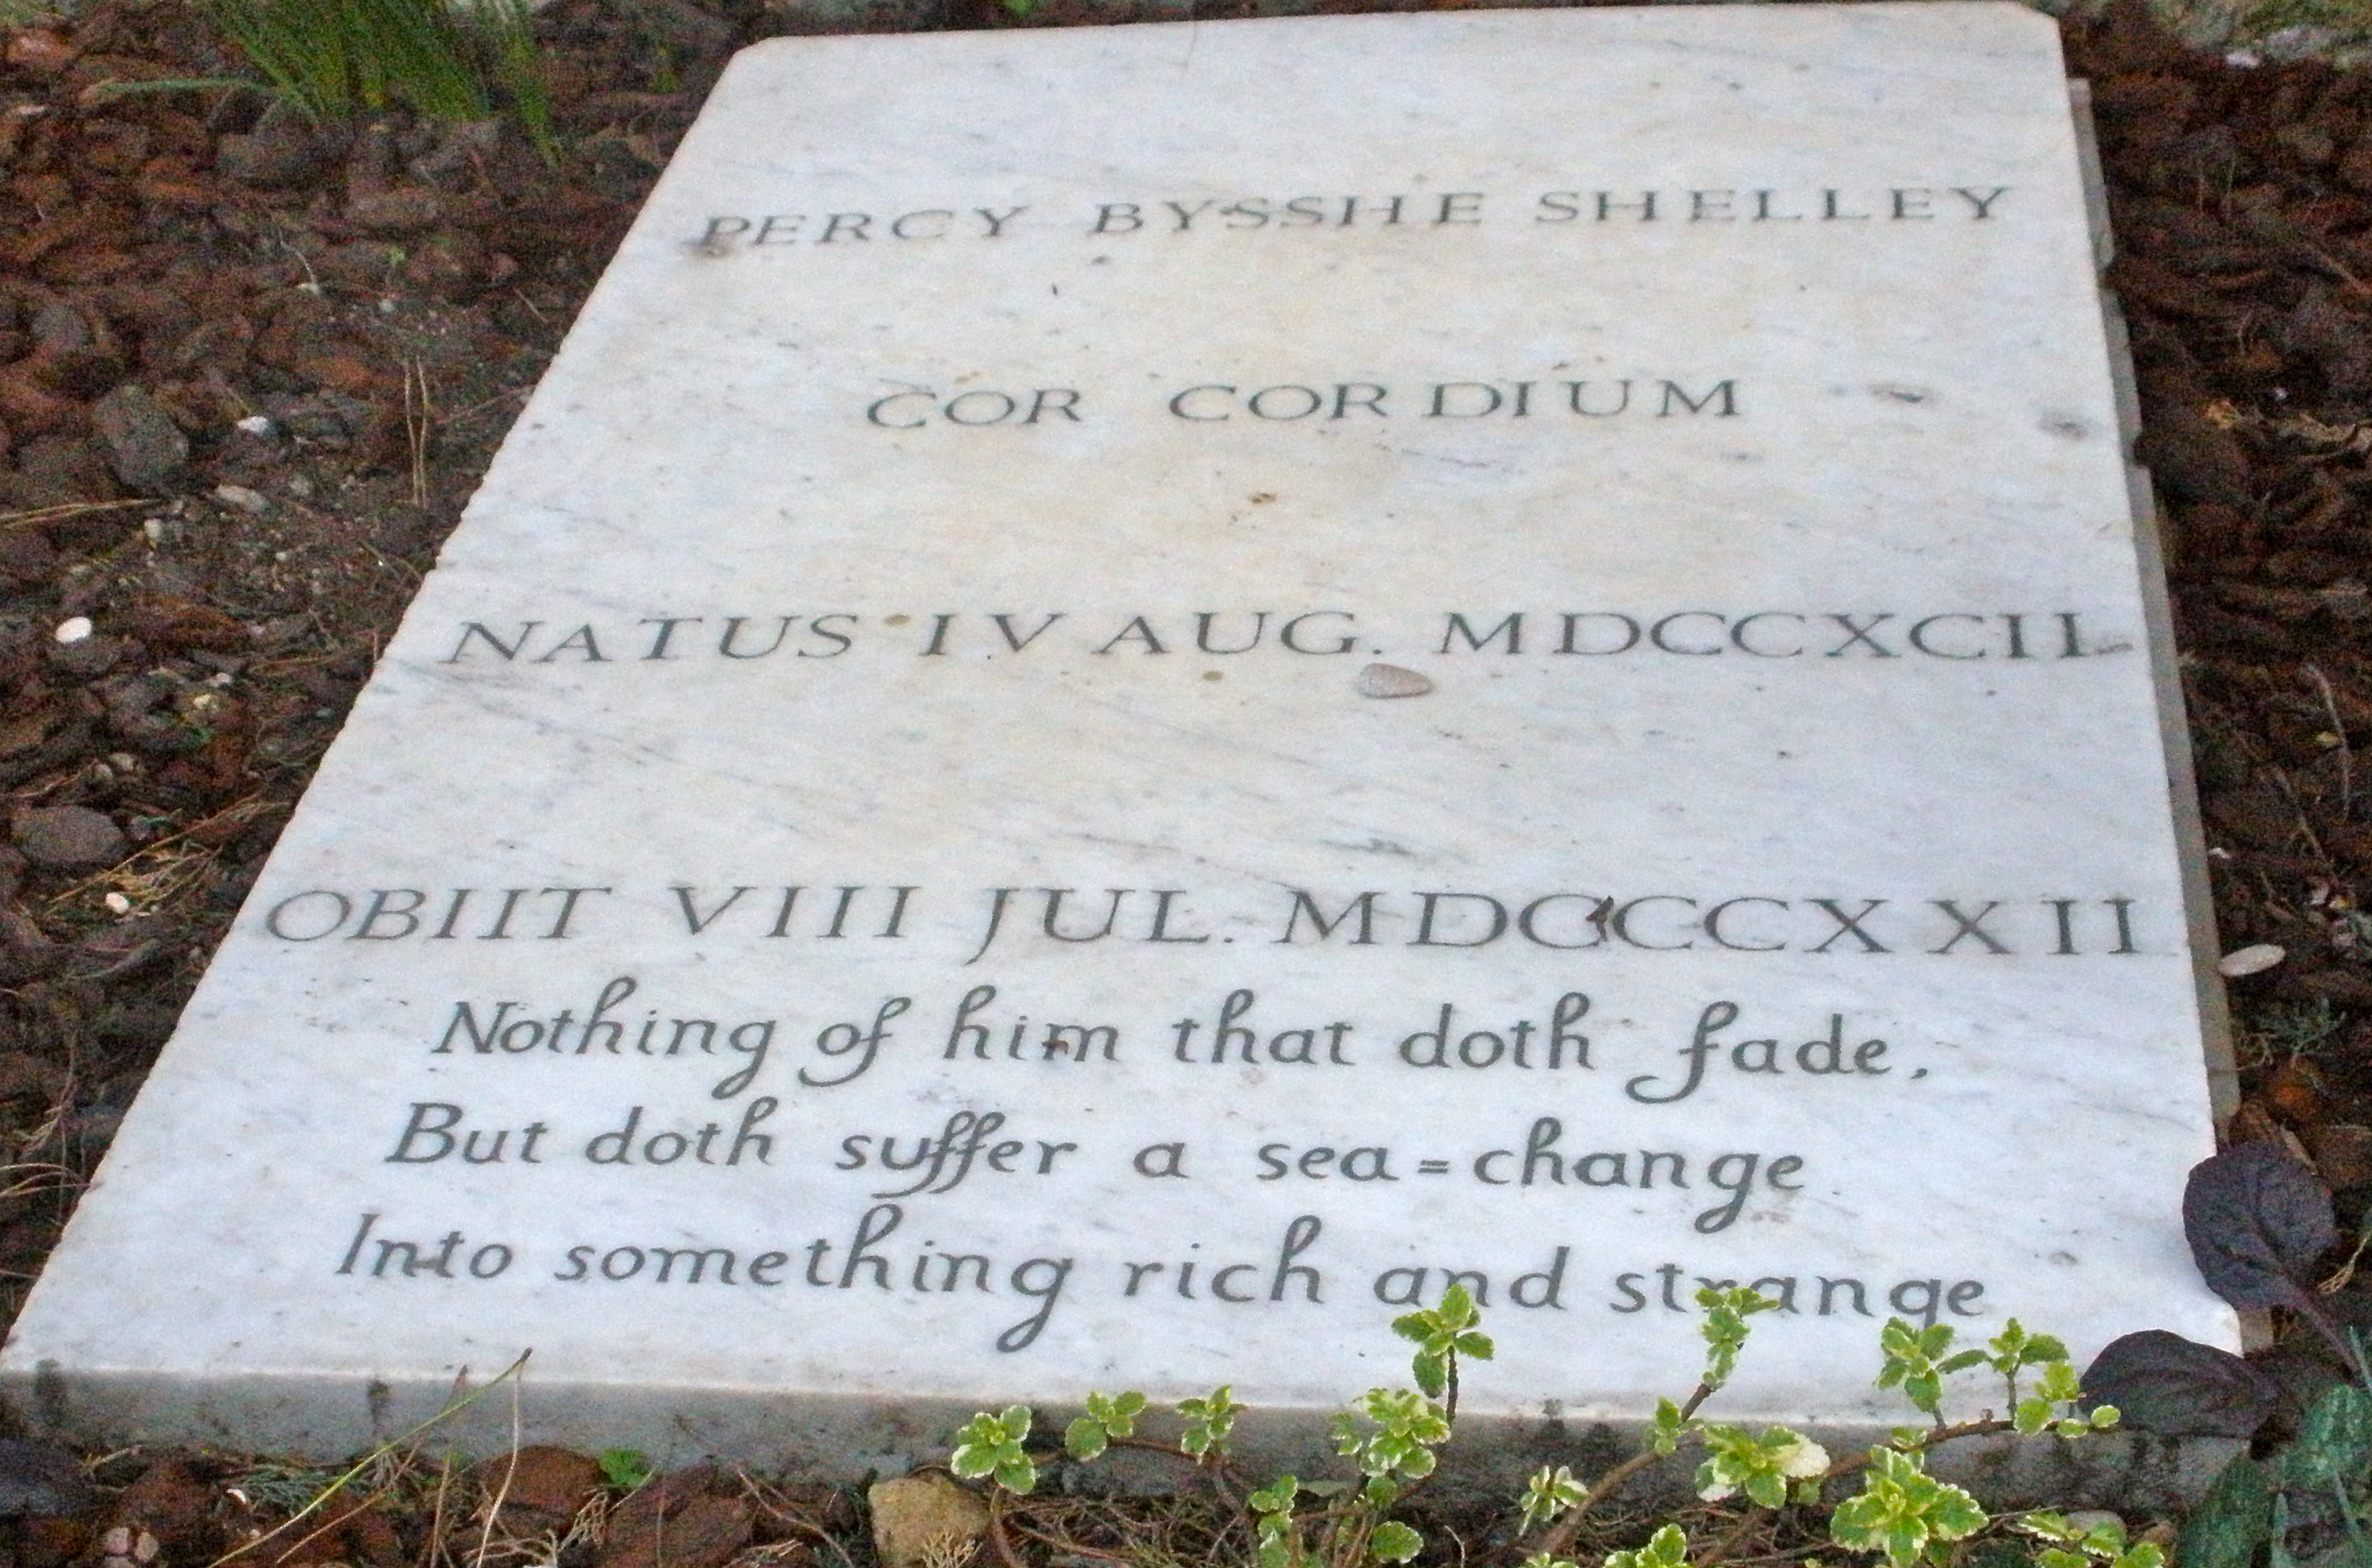 PERCY BYSSHE SHELLEY
COR CORDIUM
NATUS IV AUG. MDCCXCII
OBIIT VIII JUL. MDCCCXXII
Nothing of him that doth fade,
But doth suffer a sea=change
Into something rich and strange